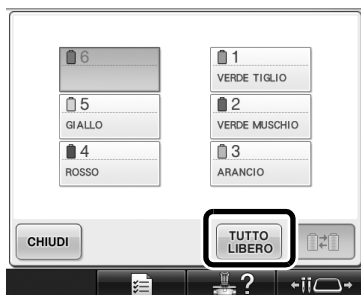 6
1
VERDE TIGLIO
5
GIALLO
2
VERDE MUSCHIO
4
ROSSO
3
ARANCIO
CHIUDI
TUTTO
LIBERO
?